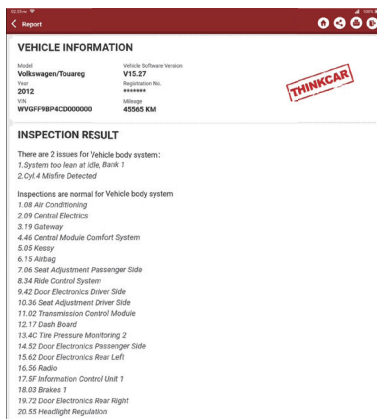 Report
VEHICLE INFORMATION
Model
Vehicle Software Version
Volkswagen/Touareg
V15.27
Year
Registration No.
2012
*******
VIN
Mileage
WVGFF9BP4CD000000
45565 KM
THINKCAR
INSPECTION RESULT
There are 2 issues for Vehicle body system:
1.System too lean at idle, Bank 1
2.Cyl.4 Misfire Detected
Inspections are normal for Vehicle body system
1.08 Air Conditioning
2.09 Central Electrics
3.19 Gateway
4.46 Central Module Comfort System
5.05 Kessy
6.15 Airbag
7.06 Seat Adjustment Passenger Side
8.34 Ride Control System
9.42 Door Electronics Driver Side
10.36 Seat Adjustment Driver Side
11.02 Transmission Control Module
12.17 Dash Board
13.4C Tire Pressure Monitoring 2
14.52 Door Electronics Passenger Side
15.62 Door Electronics Rear Left
16.56 Radio
17.5F Information Control Unit 1
18.03 Brakes 1
19.72 Door Electronics Rear Right
20.55 Headlight Regulation